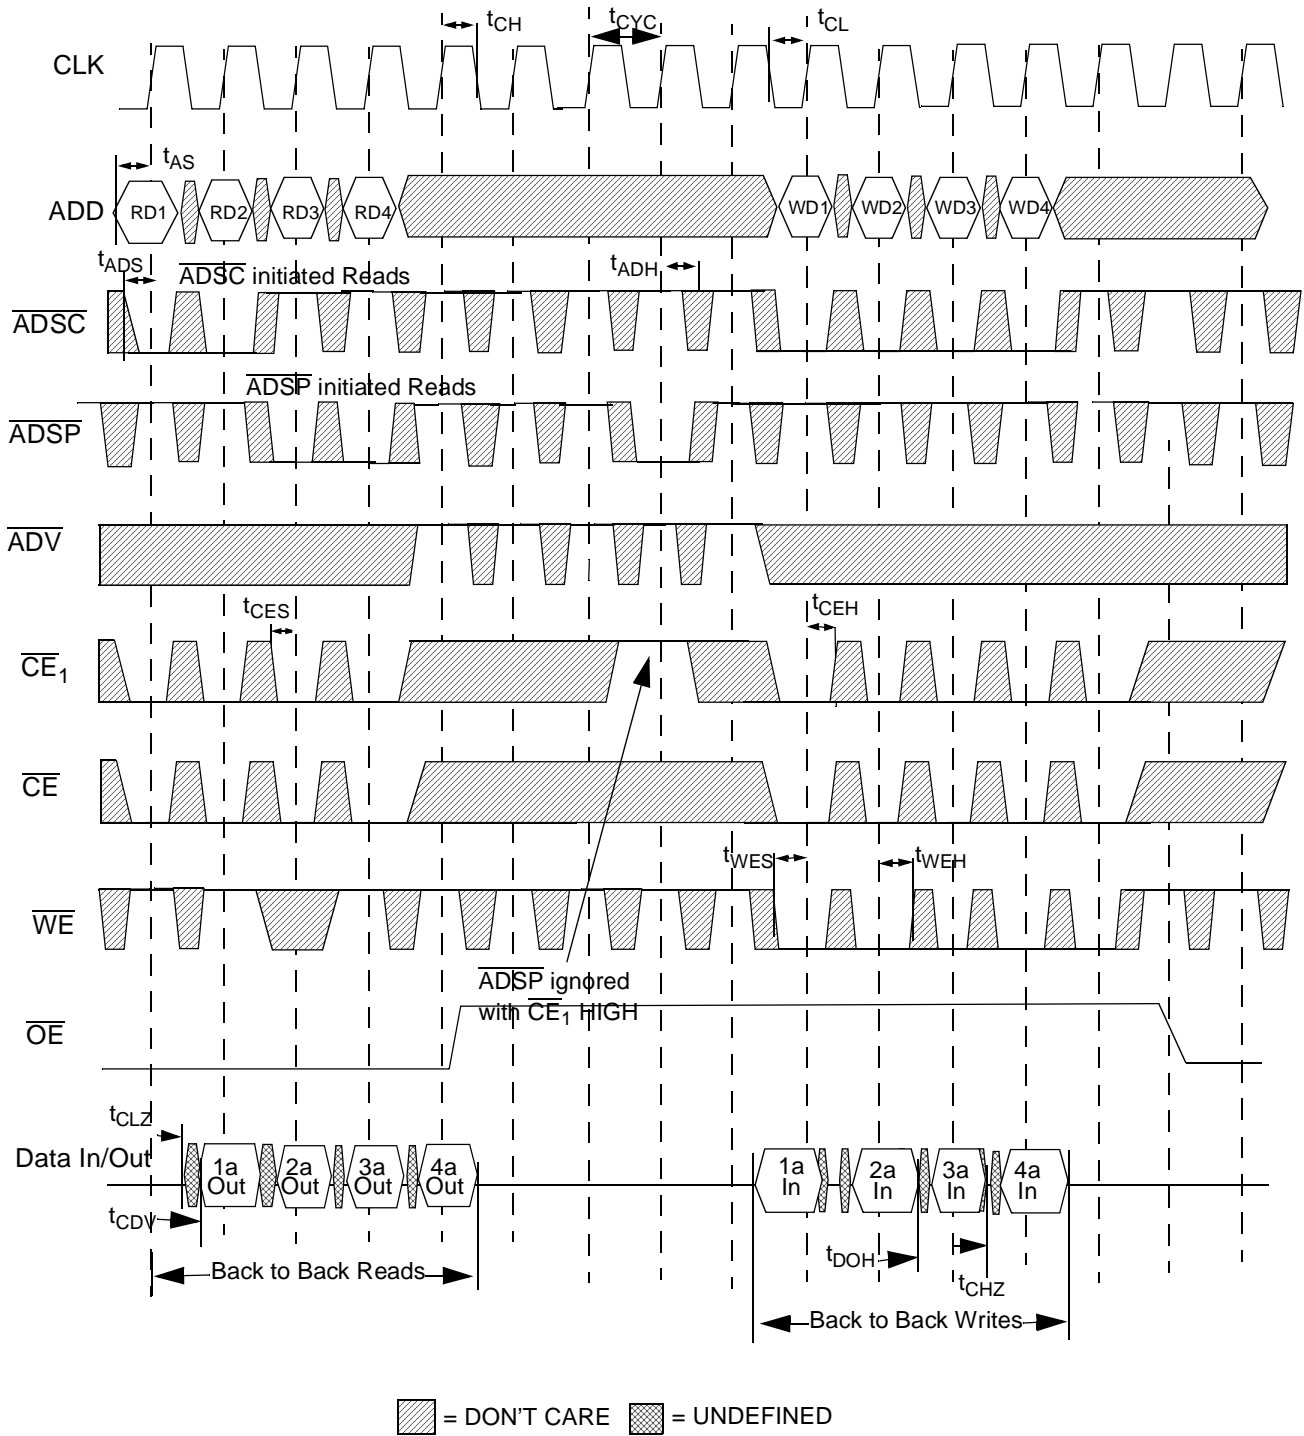 tCH
tCYC
tCL
CLK
tAS
ADD
RD1
RD2
RD3
RD4
WD1
WD2
WD3
WD4
tADS
ADSC initiated Reads
tADH
ADSC
ADSP initiated Reads
ADSP
ADV
tCES
tCEH
CE1
CE
tWES
tWEH
WE
ADSP ignored
with CE1 HIGH
OE
tCLZ
Data In/Out
1a
Out
2a
Out
3a
Out
4a
Out
1a
In
2a
In
3a
In
4a
In
tCDV
tDOH
tCHZ
Back to Back Reads
Back to Back Writes
= DON'T CARE
= UNDEFINED